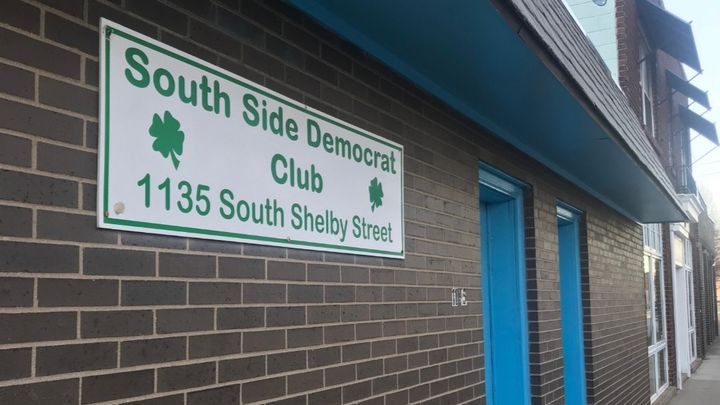 South Side Democrat
Club
1135 South Shelby Street